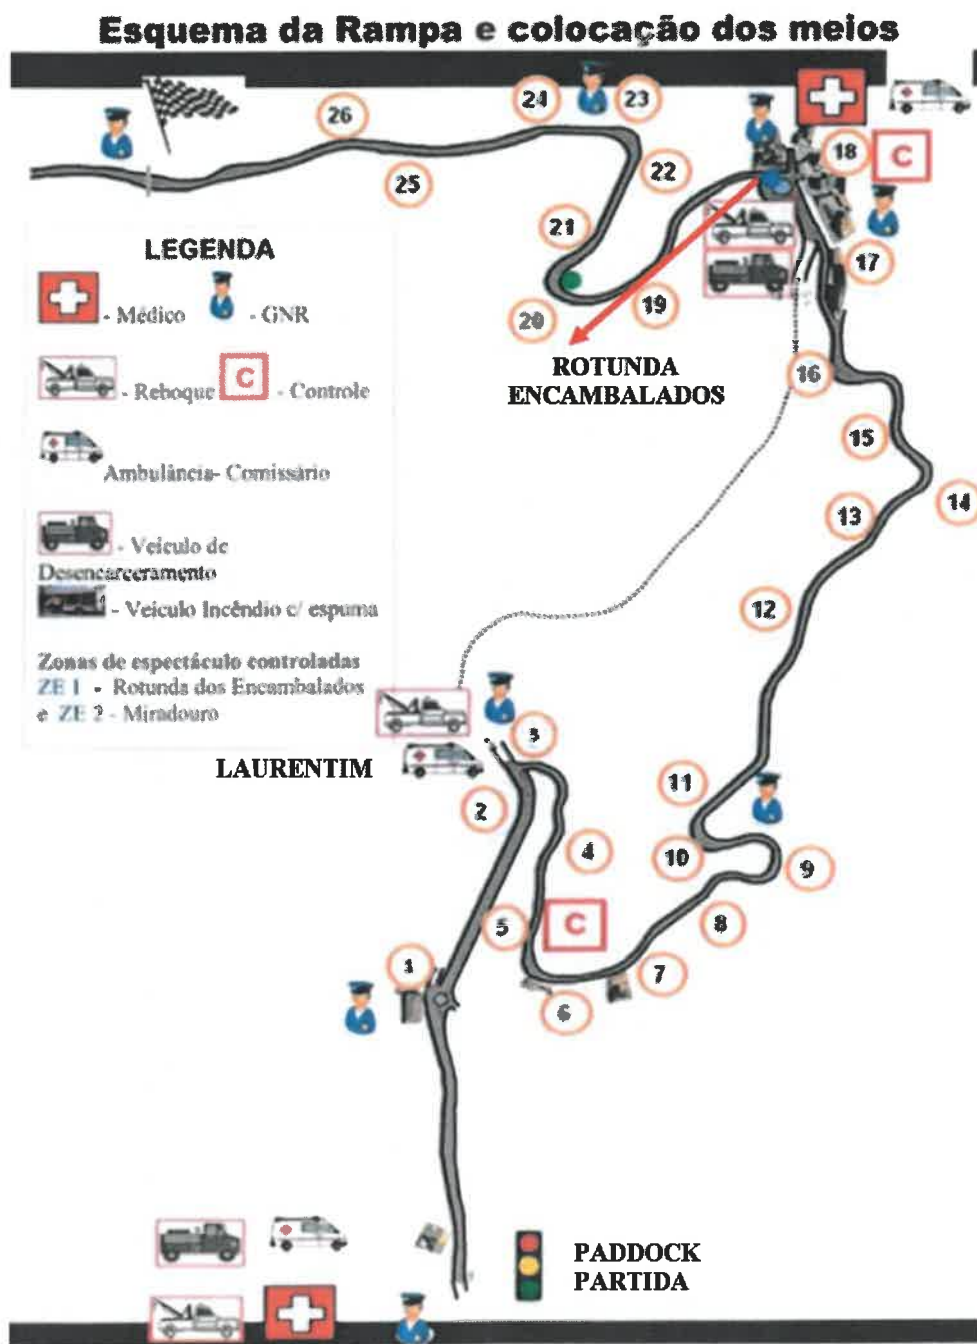 Esquema da Rampa e colocação dos meios
26
24
23
18
C
25
22
21
17
LEGENDA
- Médico
- GNR
20
19
- Reboque
C
- Controle
ROTUNDA
ENCAMBALADOS
16
15
Ambulância- Comissário
14
13
- Veículo de
Desencarceramento
- Veículo Incêndio c/ espuma
12
Zonas de espectáculo controladas
ZE 1 - Rotunda dos Encambalados
e ZE 2 - Miradouro
3
LAURENTIM
2
11
4
10
9
5
C
8
1
7
6
PADDOCK
PARTIDA